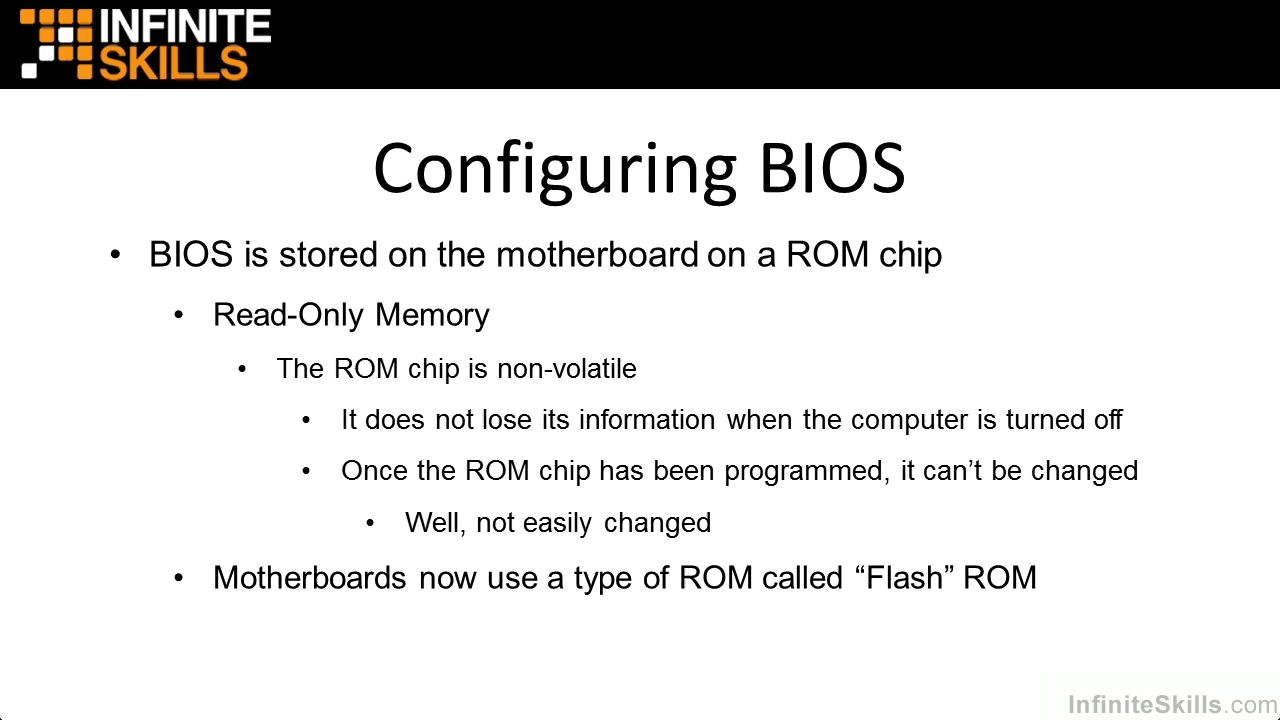 INFINITE
SKILLS
Configuring BIOS
• BIOS is stored on the motherboard on a ROM chip
• Read-Only Memory
• The ROM chip is non-volatile
• It does not lose its information when the computer is turned off
• Once the ROM chip has been programmed, it can’t be changed
• Well, not easily changed
• Motherboards now use a type of ROM called “Flash” ROM
InfiniteSkills.com